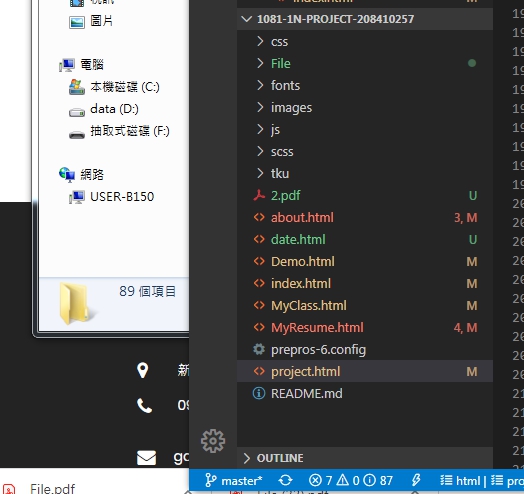 圖片
電腦
本機磁碟 (C:)
data (D:)
抽取式磁碟 (F:)
網路
USER-B150
89 個項目
新
09
go
File.pdf
1081-1N-PROJECT-208410257
css
File
fonts
images
js
scss
tku
2.pdf U
about.html 3, M
date.html U
Demo.html M
index.html M
MyClass.html M
MyResume.html 4, M
prepros-6.config
project.html M
README.md
OUTLINE
master* 7 0 87 html pro